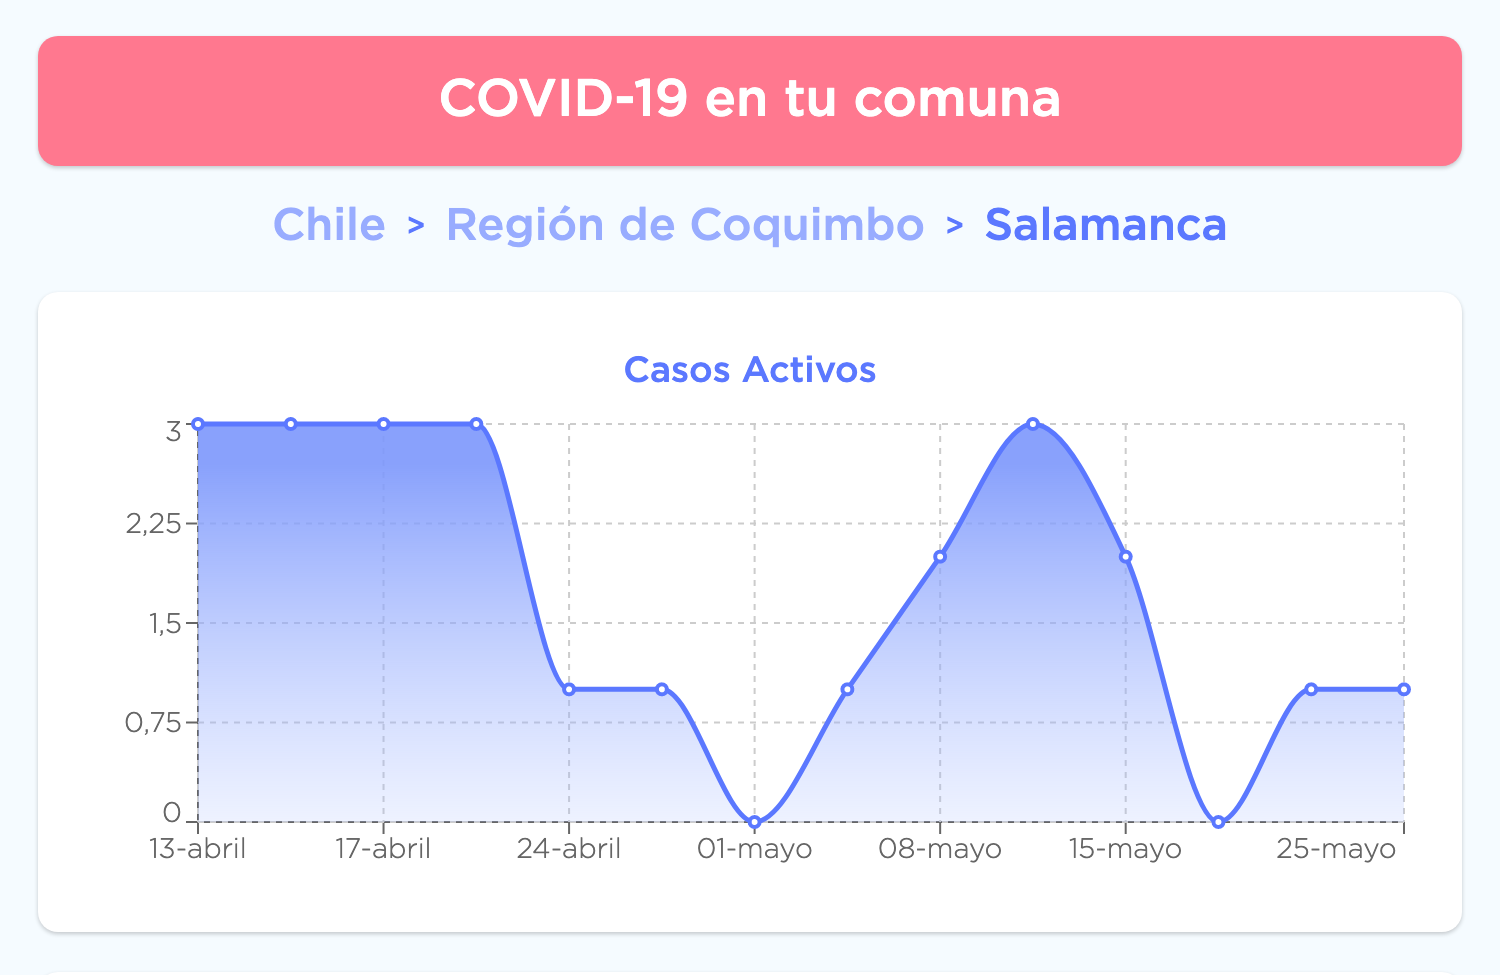 COVID-19 en tu comuna
Chile > Región de Coquimbo > Salamanca
Casos Activos
3
2,25
1,5
0,75
0
13-abril 17-abril 24-abril 01-mayo 08-mayo 15-mayo 25-mayo